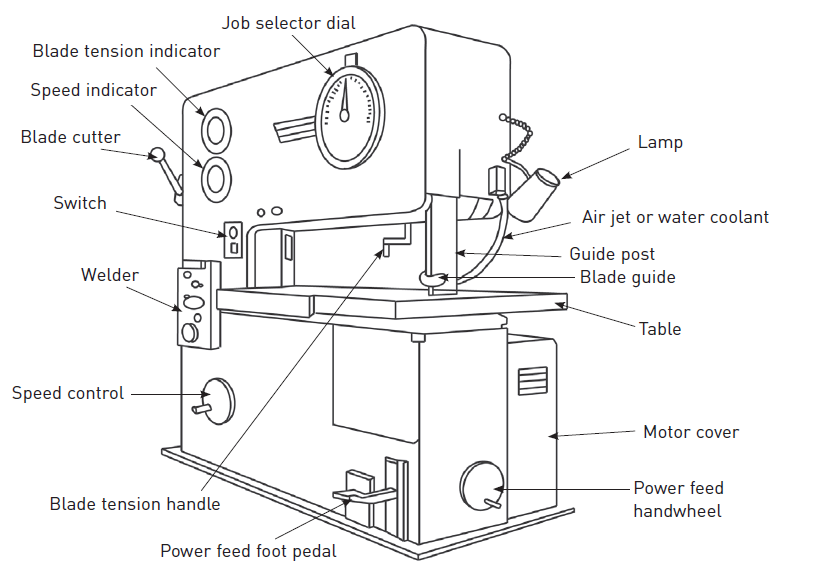 Job selector dial
Blade tension indicator
Speed indicator
Blade cutter
Lamp
Switch
Air jet or water coolant
Guide post
Blade guide
Welder
Table
Speed control
Motor cover
Power feed
handwheel
Blade tension handle
Power feed foot pedal